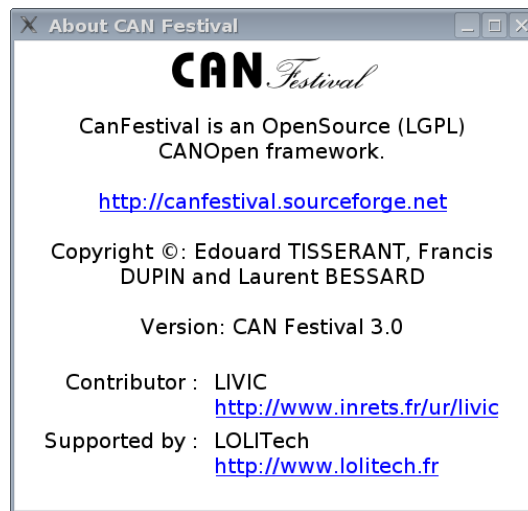 About CAN Festival
CAN Festival
CanFestival is an OpenSource (LGPL)
CANOpen framework.
http://canfestival.sourceforge.net
Copyright ©: Edouard TISSERANT, Francis
DUPIN and Laurent BESSARD
Version: CAN Festival 3.0
Contributor : LIVIC
http://www.inrets.fr/ur/livic
Supported by : LOLITech
http://www.lolitech.fr